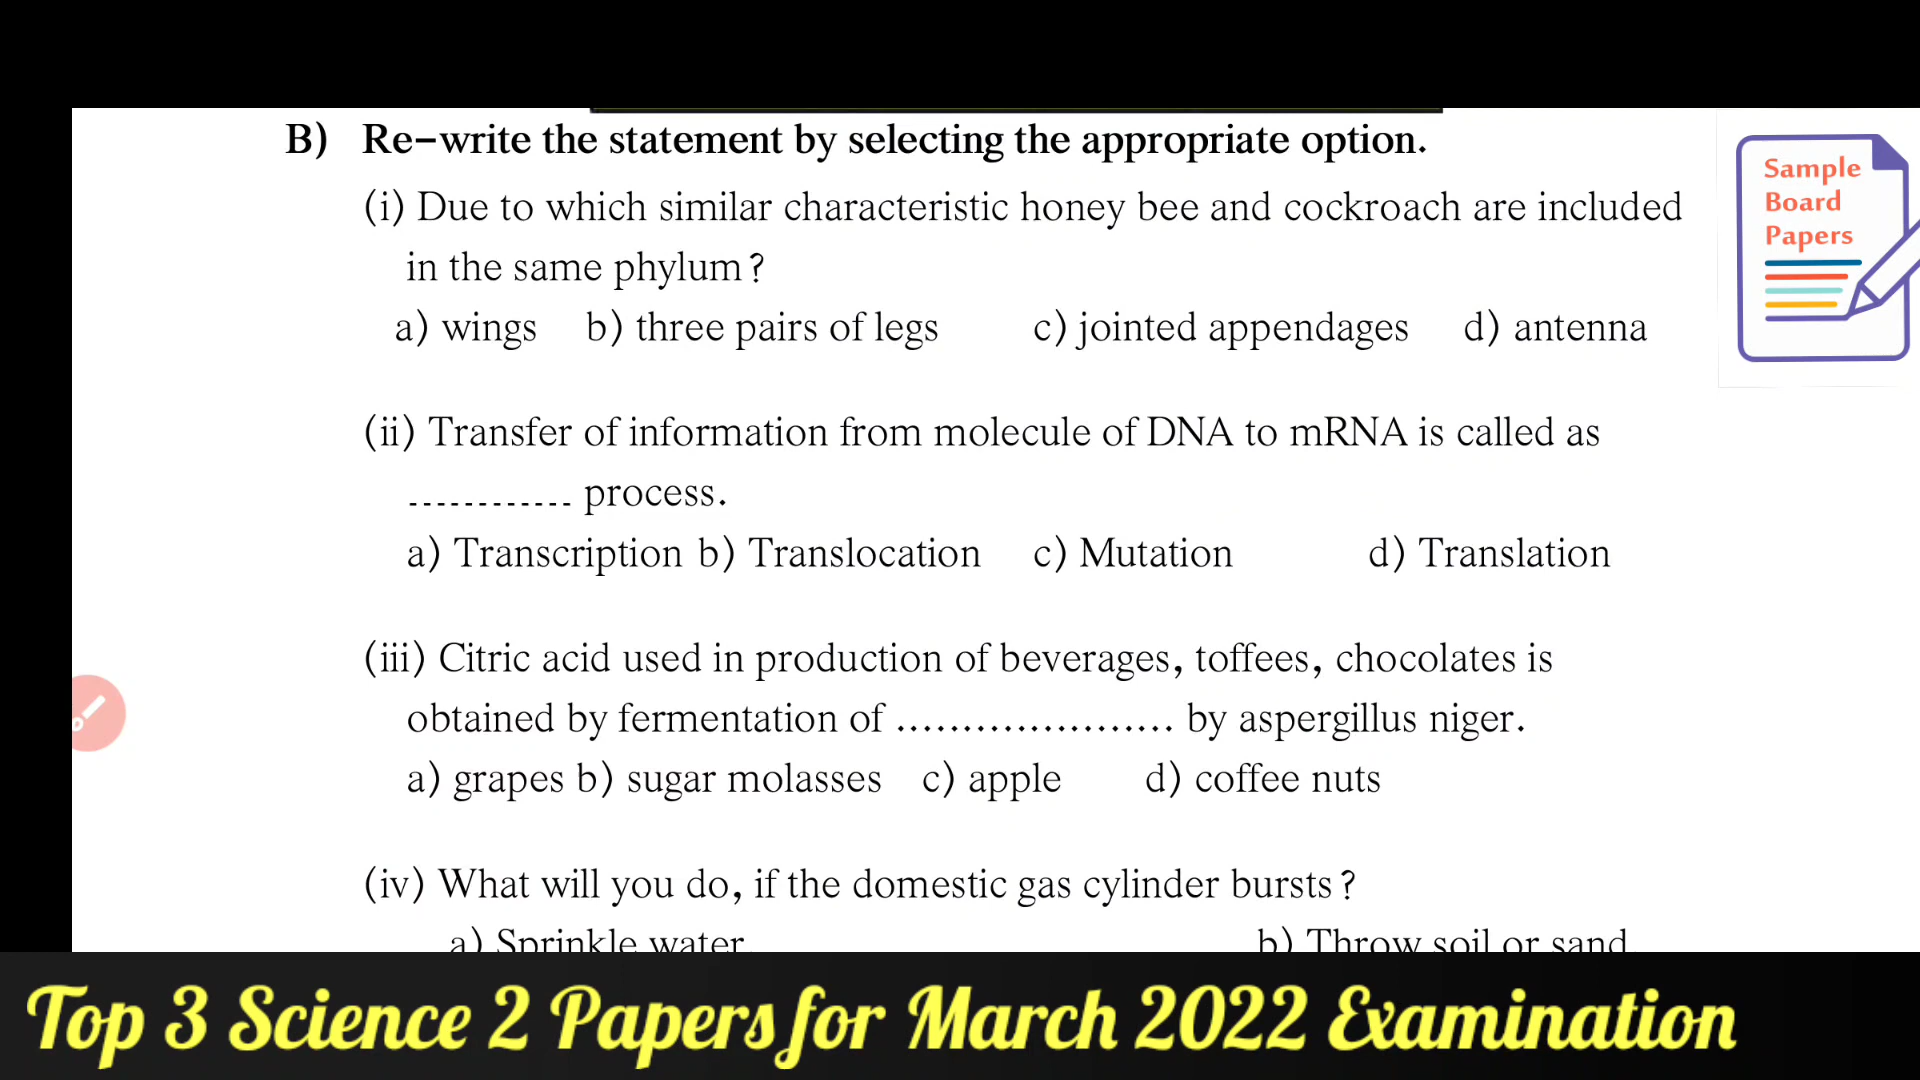 B) Re-write the statement by selecting the appropriate option.
(i) Due to which similar characteristic honey bee and cockroach are included
in the same phylum?
a) wings b) three pairs of legs c) jointed appendages d) antenna
(ii) Transfer of information from molecule of DNA to mRNA is called as
------------ process.
a) Transcription b) Translocation c) Mutation d) Translation
(iii) Citric acid used in production of beverages, toffees, chocolates is
obtained by fermentation of ..................... by aspergillus niger.
a) grapes b) sugar molasses c) apple d) coffee nuts
(iv) What will you do, if the domestic gas cylinder bursts?
a) Sprinkle water b) Throw soil or sand
Sample
Board
Papers
Top 3 Science 2 Papers for March 2022 Examination